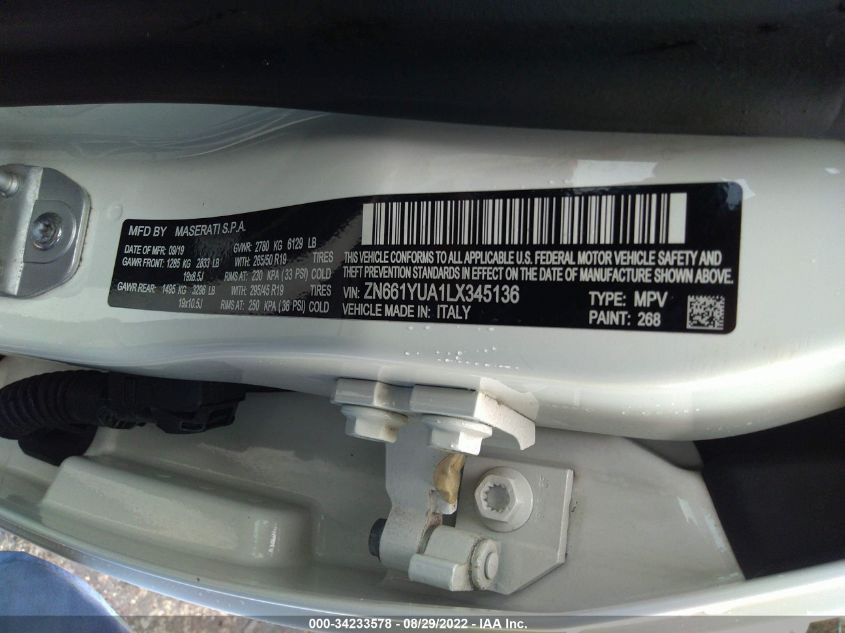 MFD BY MASERATI S.P.A.
DATE OF MFR: 09/19 GVWR: 2780 KG 6129 LB
GAWR FRONT: 1285 KG 2833 LB WITH: 265/50 R19 TIRES
19x8.5J RIMS AT: 230 KPA (33 PSI) COLD
GAWR REAR: 1495 KG 3296 LB WITH: 295/45 R19 TIRES
19x10.5J RIMS AT: 250 KPA (36 PSI) COLD
THIS VEHICLE CONFORMS TO ALL APPLICABLE U.S. FEDERAL MOTOR VEHICLE SAFETY AND
THEFT PREVENTION STANDARDS IN EFFECT ON THE DATE OF MANUFACTURE SHOWN ABOVE.
VIN: ZN661YUA1LX345136 TYPE: MPV
VEHICLE MADE IN: ITALY PAINT: 268
000-34233578 - 08/29/2022 - IAA Inc.